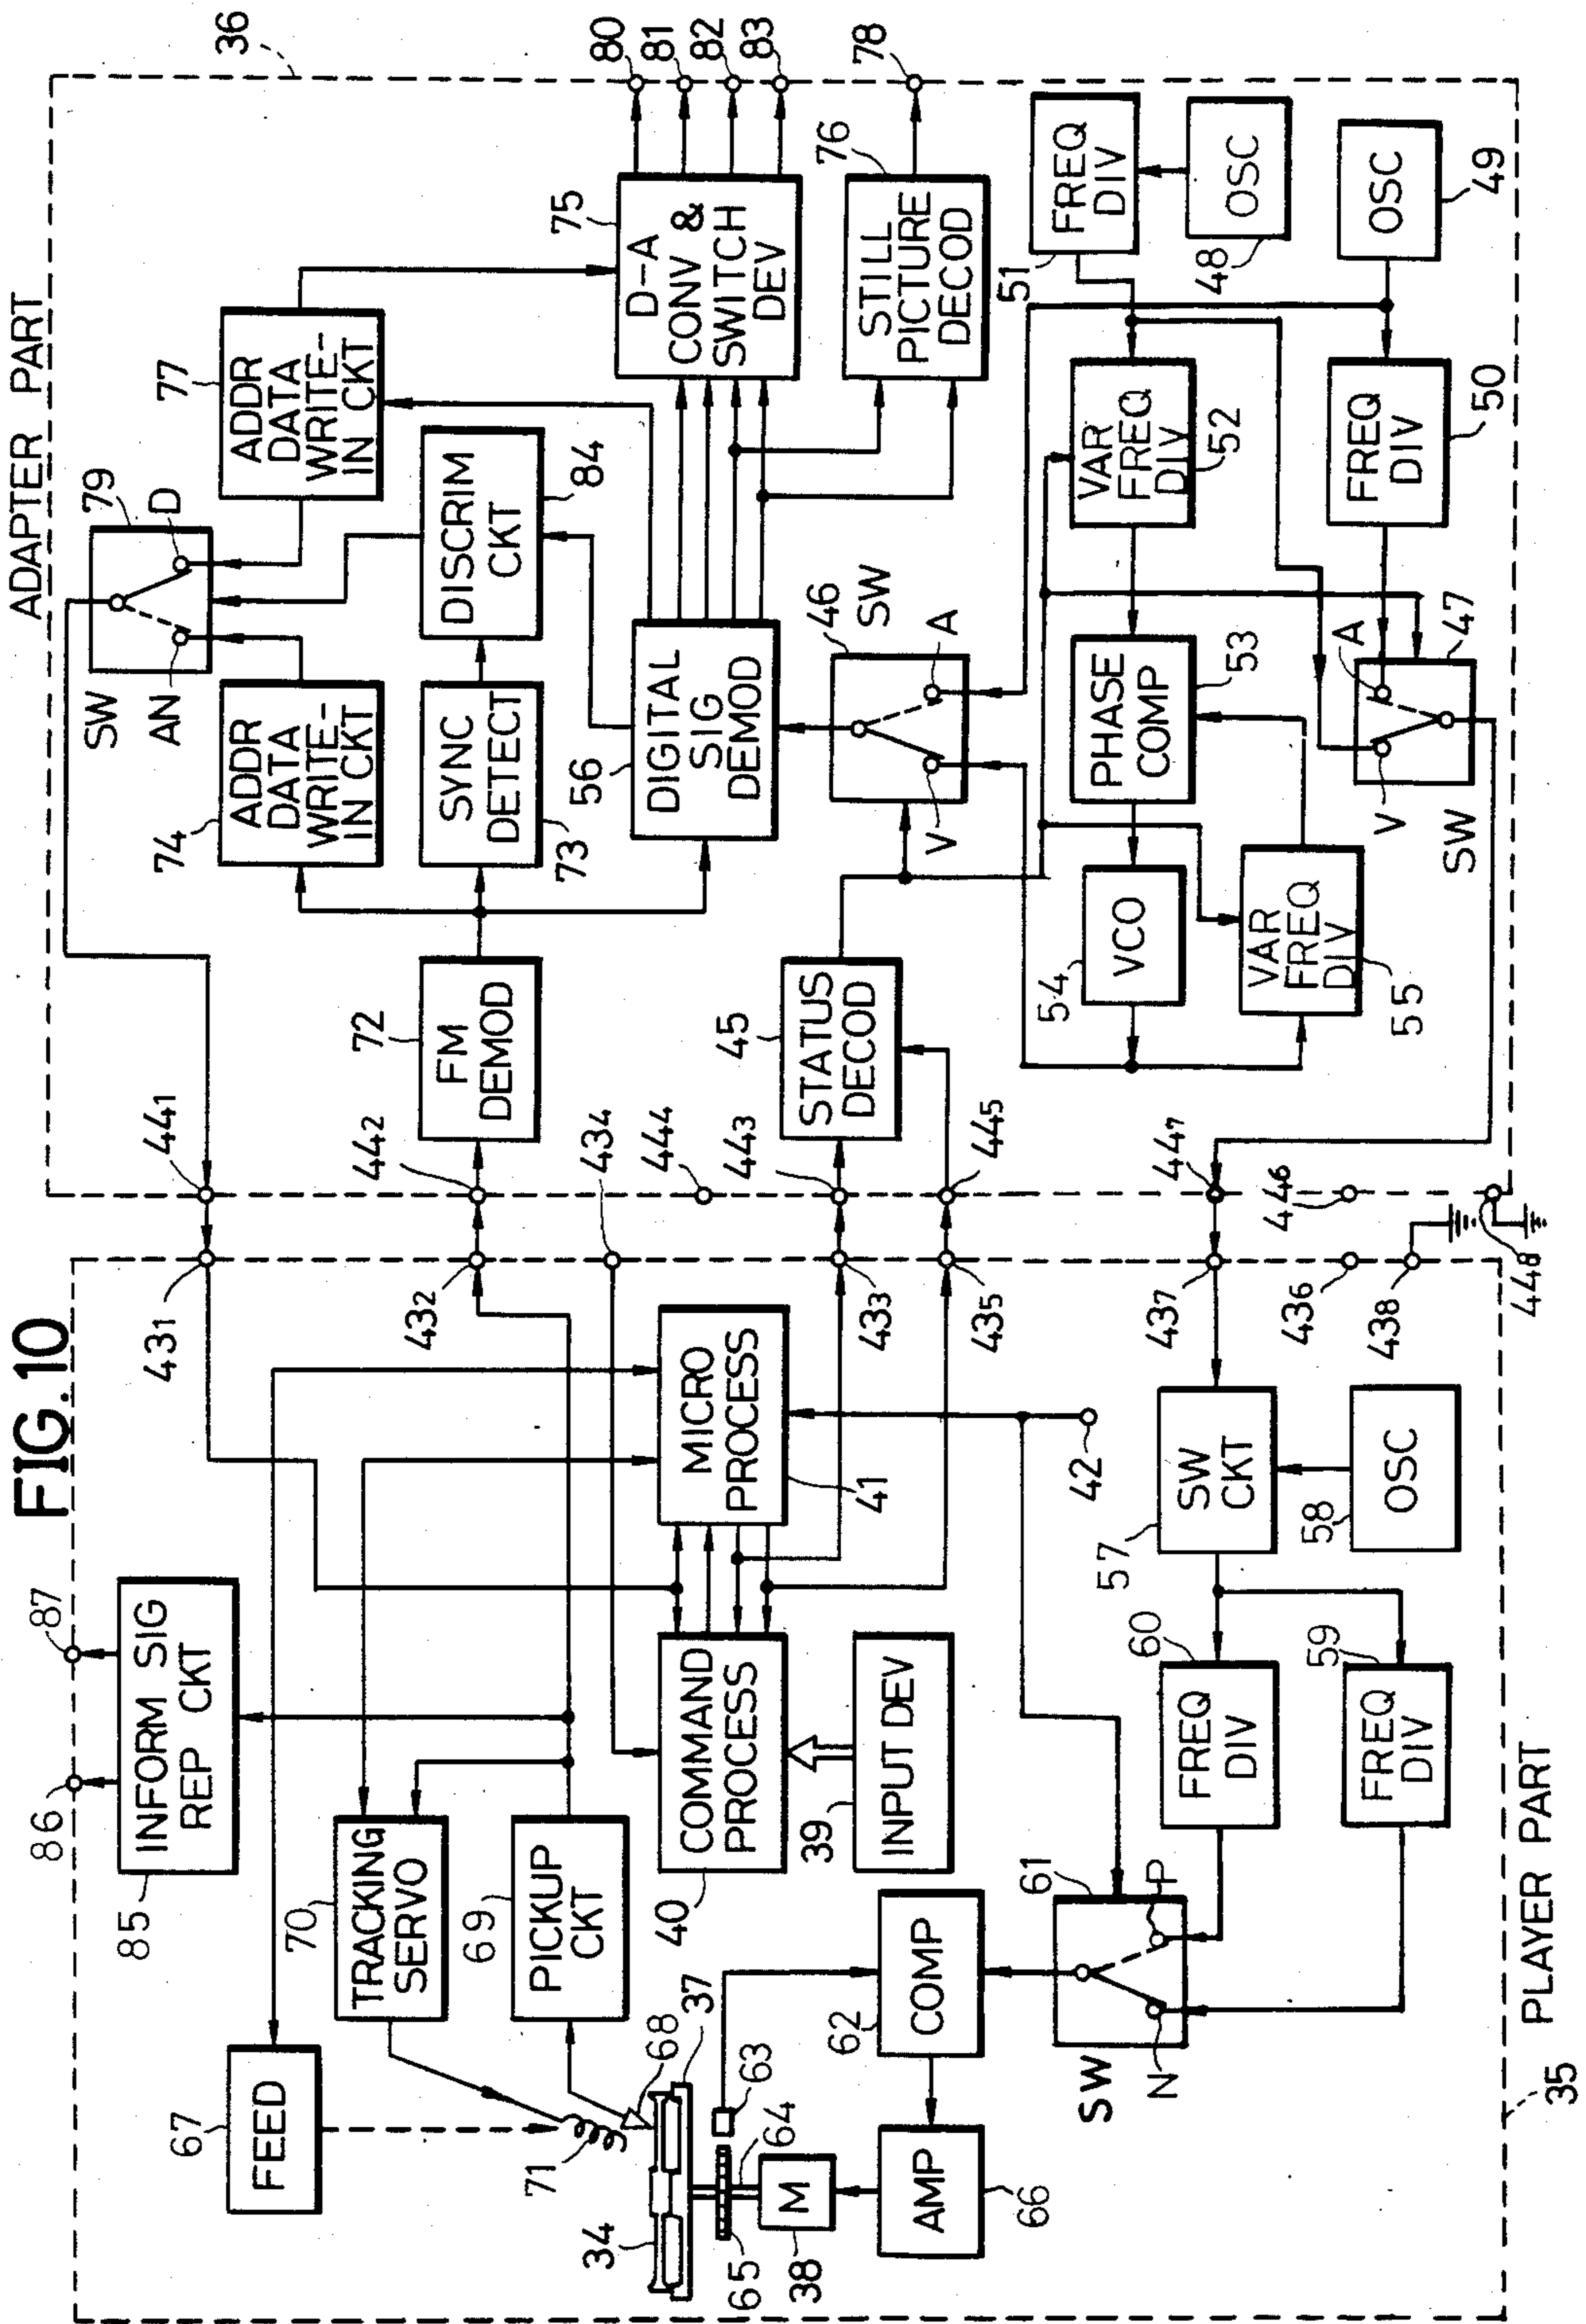 FIG.10
ADAPTER PART
36
80
81
82
83
78
79
SW
AN
D
77
ADDR
DATA
WRITE-
IN CKT
74
ADDR
DATA
WRITE-
IN CKT
84
DISCRIM
CKT
SYNC
DETECT
73
75
D-A
CONV &
SWITCH
DEV
76
STILL
PICTURE
DECOD
56
DIGITAL
SIG
DEMOD
46
SW
A
V
72
FM
DEMOD
45
STATUS
DECOD
51
FREQ
DIV
48
OSC
49
OSC
VAR
FREQ
DIV
52
FREQ
DIV
50
PHASE
COMP
53
54
VCO
VAR
FREQ
DIV
55
47
A
V
SW
441
442
434
444
443
445
447
446
448
431
432
433
435
437
436
438
87
86
INFORM SIG
REP CKT
85
MICRO
PROCESS
41
42
COMMAND
PROCESS
40
39
INPUT DEV
70
TRACKING
SERVO
69
PICKUP
CKT
67
FEED
71
68
37
34
63
64
65
M
38
62
COMP
AMP
66
61
P
N
SW
57
SW
CKT
58
OSC
60
FREQ
DIV
59
FREQ
DIV
PLAYER PART
35